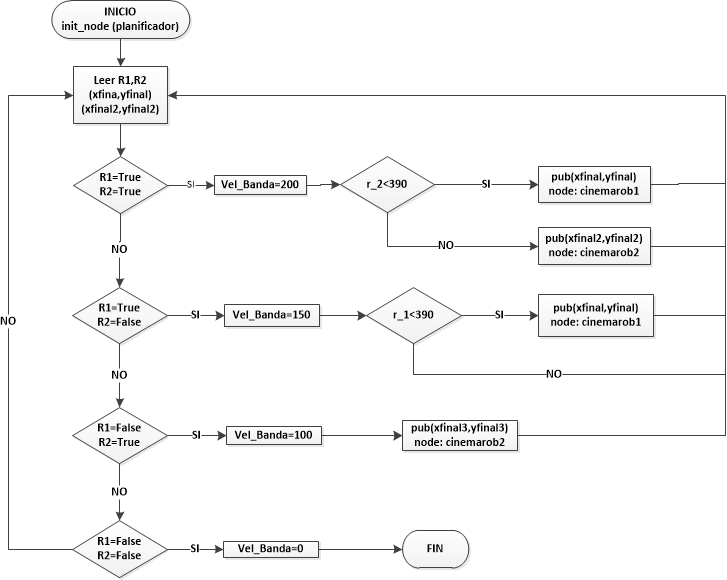 INICIO
init_node (planificador)
Leer R1,R2
(xfina,yfinal)
(xfinal2,yfinal2)
R1=True
R2=True
SI
Vel_Banda=200
r_2<390
SI
pub(xfinal,yfinal)
node: cinemarob1
NO
pub(xfinal2,yfinal2)
node: cinemarob2
NO
R1=True
R2=False
SI
Vel_Banda=150
r_1<390
SI
pub(xfinal,yfinal)
node: cinemarob1
NO
NO
NO
R1=False
R2=True
SI
Vel_Banda=100
pub(xfinal3,yfinal3)
node: cinemarob2
NO
R1=False
R2=False
SI
Vel_Banda=0
FIN